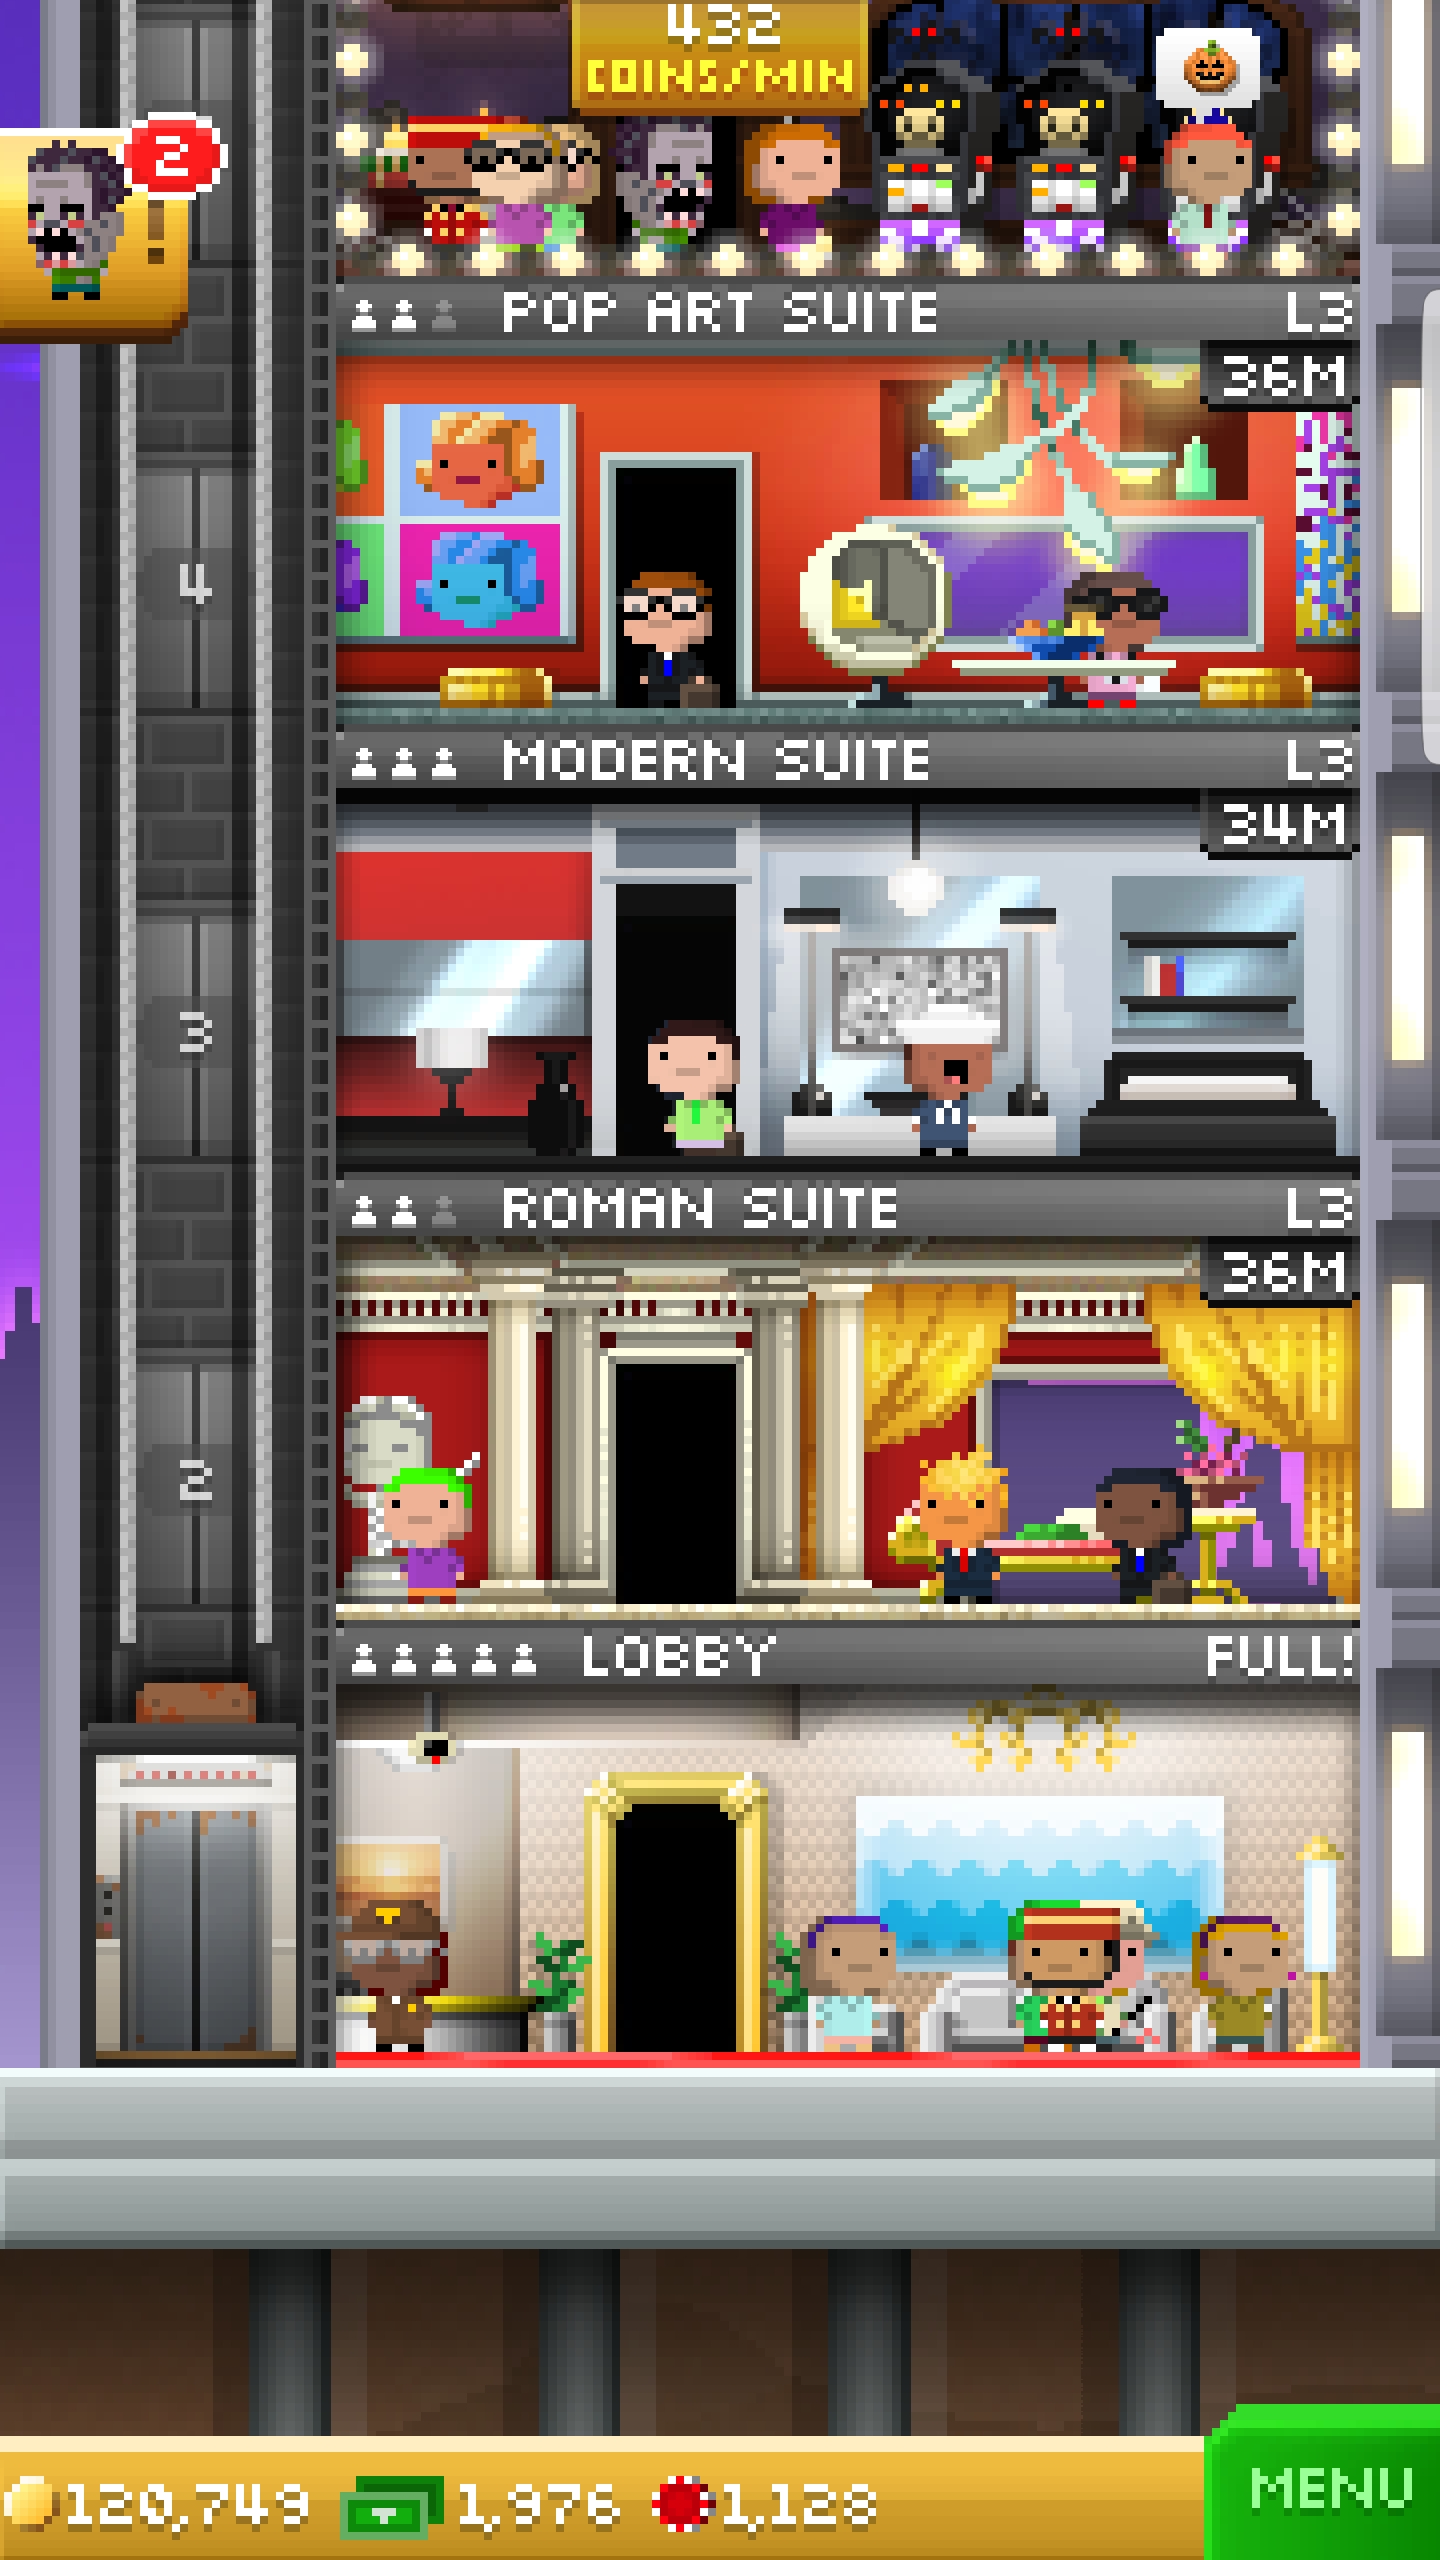 432
COINS/MIN
2
!
POP ART SUITE L3
36M
4
MODERN SUITE L3
34M
3
ROMAN SUITE L3
36M
2
LOBBY FULL!
120,749 1,976 1,128
MENU